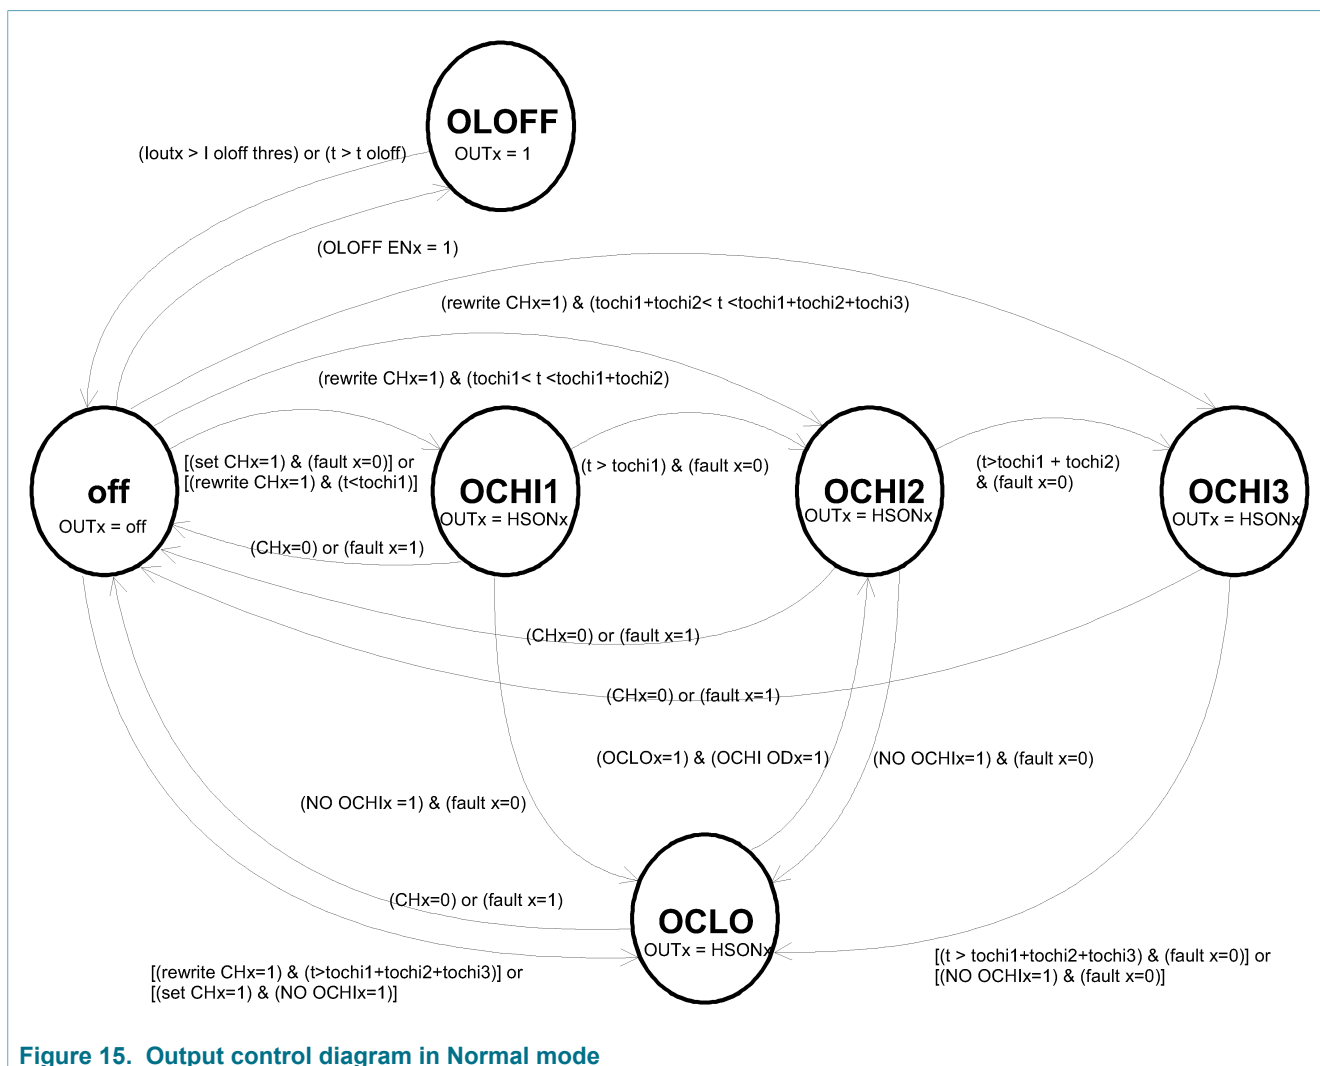 OLOFF
OUTx = 1
(Ioutx > I oloff thres) or (t > t oloff)
(OLOFF ENx = 1)
(rewrite CHx=1) & (tochi1+tochi2< t <tochi1+tochi2+tochi3)
(rewrite CHx=1) & (tochi1< t <tochi1+tochi2)
off
OUTx = off
[(set CHx=1) & (fault x=0)] or
[(rewrite CHx=1) & (t<tochi1)]
OCHI1
OUTx = HSONx
(t > tochi1) & (fault x=0)
OCHI2
OUTx = HSONx
(t>tochi1 + tochi2)
& (fault x=0)
OCHI3
OUTx = HSONx
(CHx=0) or (fault x=1)
(CHx=0) or (fault x=1)
(CHx=0) or (fault x=1)
(OCLOx=1) & (OCHI ODx=1)
(NO OCHIx=1) & (fault x=0)
(NO OCHIx =1) & (fault x=0)
(CHx=0) or (fault x=1)
OCLO
OUTx = HSONx
[(rewrite CHx=1) & (t>tochi1+tochi2+tochi3)] or
[(set CHx=1) & (NO OCHIx=1)]
[(t > tochi1+tochi2+tochi3) & (fault x=0)] or
[(NO OCHIx=1) & (fault x=0)]
Figure 15. Output control diagram in Normal mode